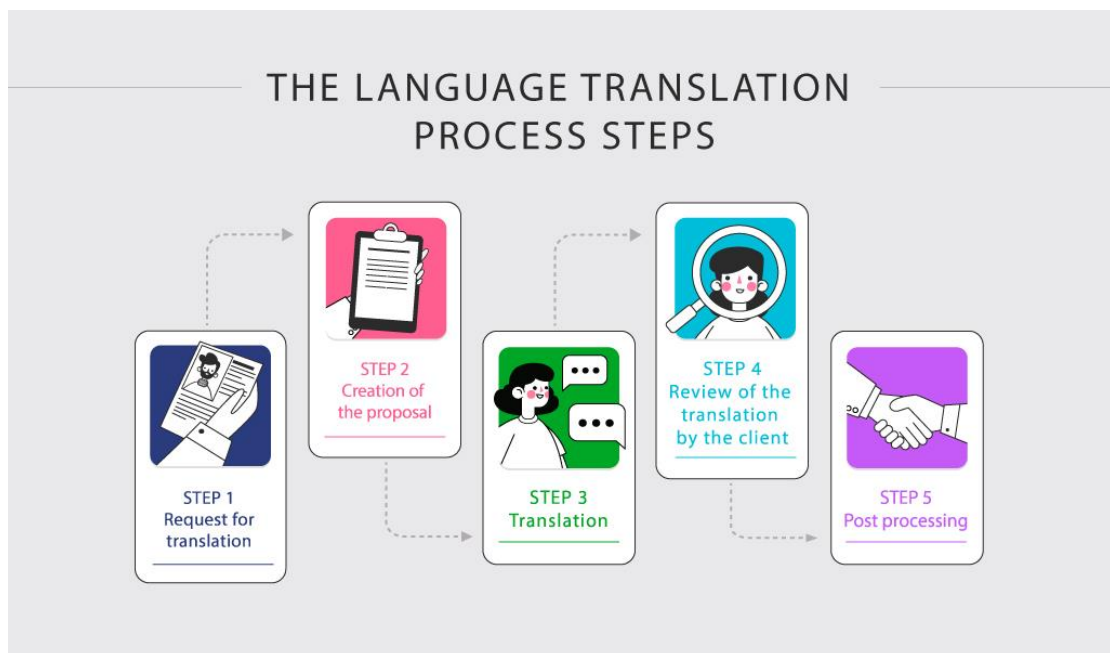 THE LANGUAGE TRANSLATION
PROCESS STEPS
STEP 1
Request for
translation
STEP 2
Creation of
the proposal
STEP 3
Translation
STEP 4
Review of the
translation
by the client
STEP 5
Post processing